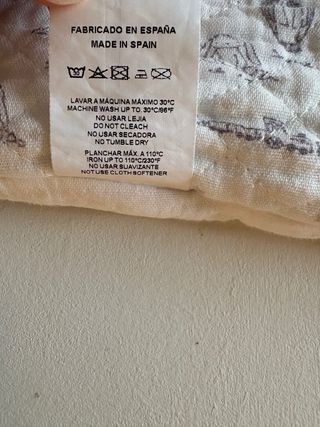 FABRICADO EN ESPAÑA
MADE IN SPAIN
LAVAR A MÁQUINA MÁXIMO 30°C
MACHINE WASH UP TO 30°C/96°F
NO USAR LEJIA
DO NOT CLEACH
NO USAR SECADORA
NO TUMBLE DRY
PLANCHAR MÁX. A 110°C
IRON UP TO 110°C/230°F
NO USAR SUAVIZANTE
NOT USE CLOTH SOFTENER